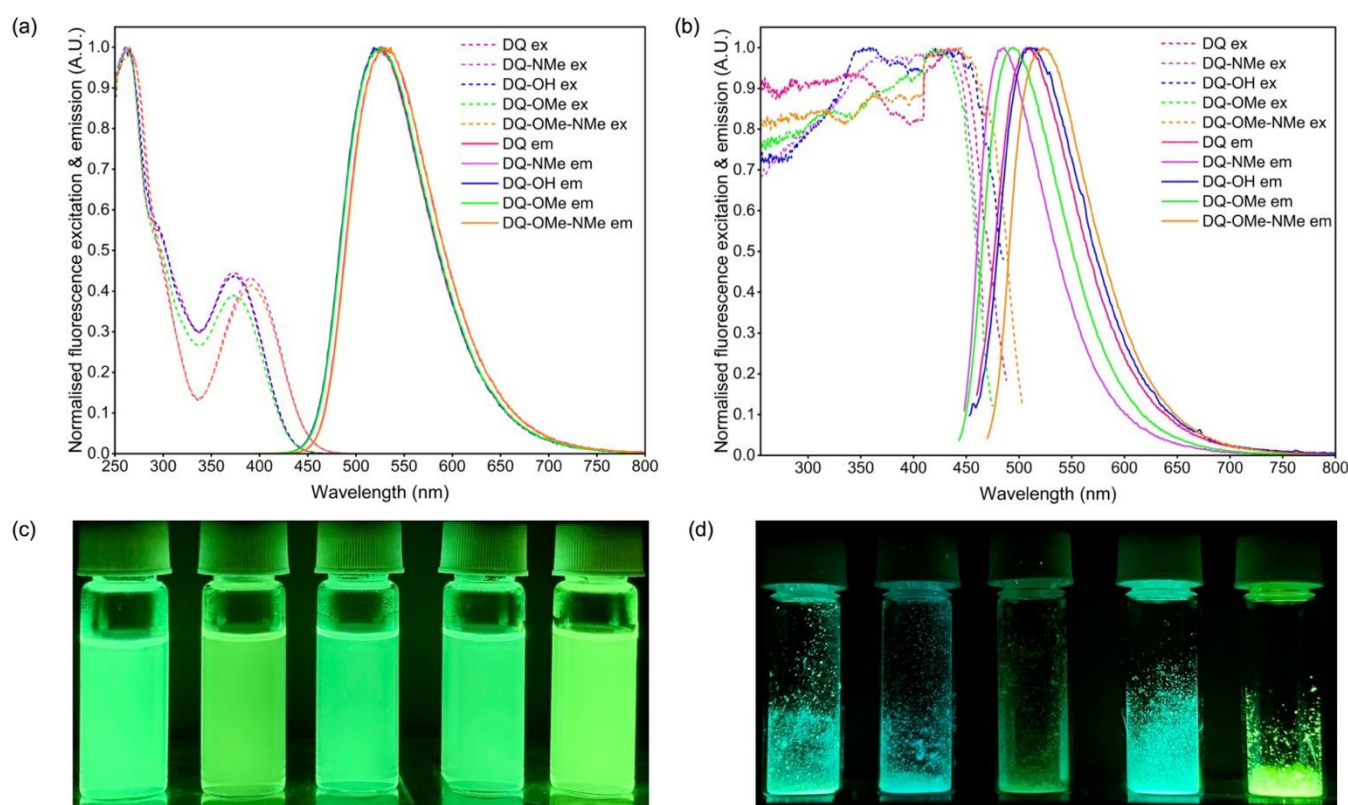 (a)
Normalised fluorescence excitation & emission (A.U.)
1.0
0.9
0.8
0.7
0.6
0.5
0.4
0.3
0.2
0.1
0.0
DQ ex
DQ-NMe ex
DQ-OH ex
DQ-OMe ex
DQ-OMe-NMe ex
DQ em
DQ-NMe em
DQ-OH em
DQ-OMe em
DQ-OMe-NMe em
250 300 350 400 450 500 550 600 650 700 750 800
Wavelength (nm)
(b)
Normalised fluorescence excitation & emission (A.U.)
1.0
0.9
0.8
0.7
0.6
0.5
0.4
0.3
0.2
0.1
0.0
DQ ex
DQ-NMe ex
DQ-OH ex
DQ-OMe ex
DQ-OMe-NMe ex
DQ em
DQ-NMe em
DQ-OH em
DQ-OMe em
DQ-OMe-NMe em
300 350 400 450 500 550 600 650 700 750 800
Wavelength (nm)
(c)
(d)